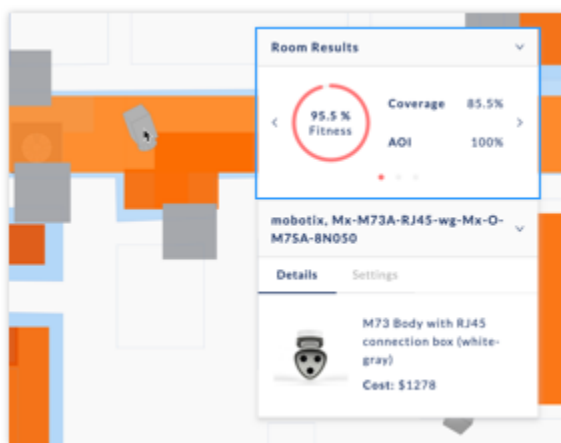 Room Results
95.5 %
Fitness
Coverage 85.5%
AOI 100%
mobotix, Mx-M73A-RJ45-wg-Mx-O-
M7SA-8N050
Details Settings
M73 Body with RJ45
connection box (white-
gray)
Cost: $1278